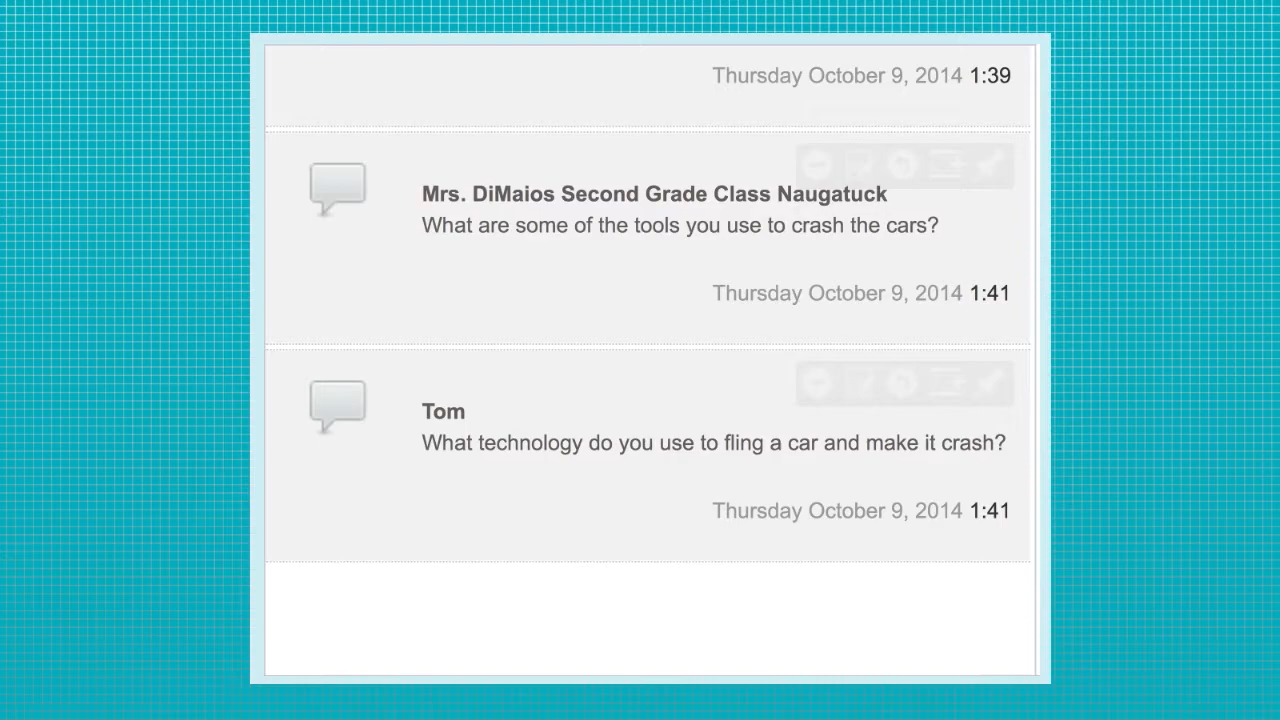 Thursday October 9, 2014 1:39
Mrs. DiMaios Second Grade Class Naugatuck
What are some of the tools you use to crash the cars?
Thursday October 9, 2014 1:41
Tom
What technology do you use to fling a car and make it crash?
Thursday October 9, 2014 1:41